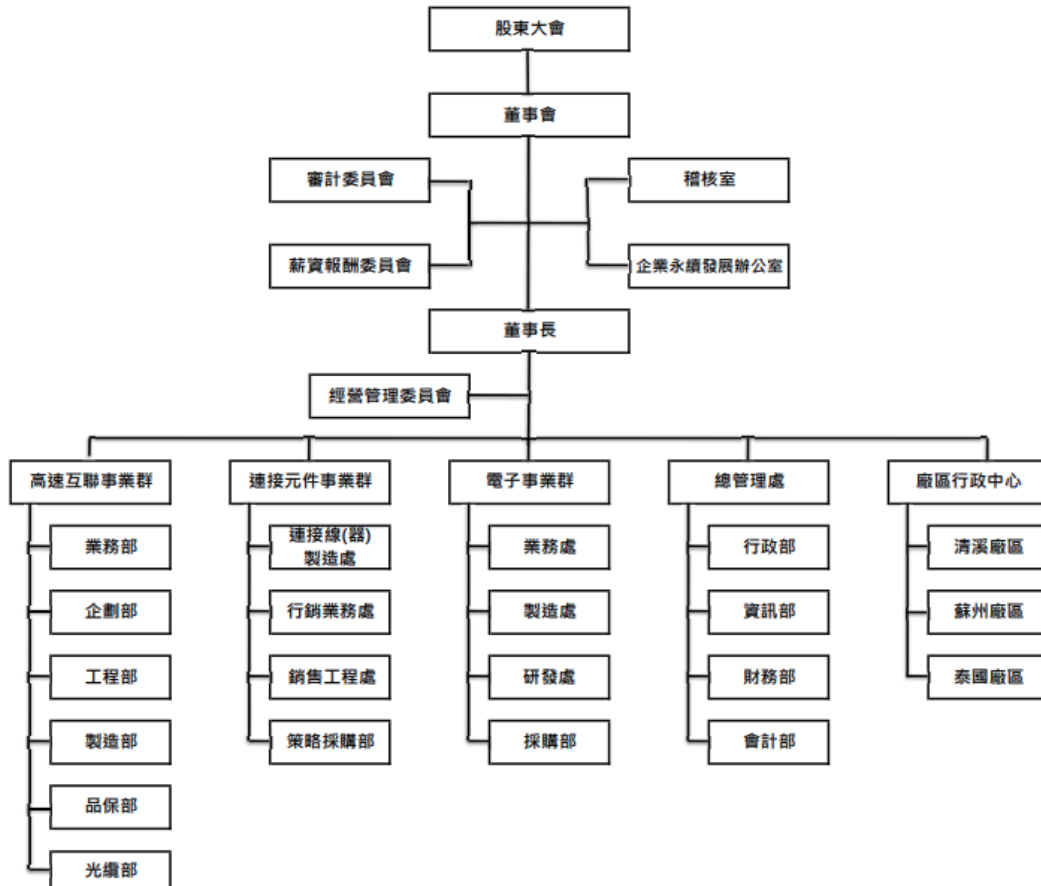 股東大會
董事會
審計委員會
稽核室
薪資報酬委員會
企業永續發展辦公室
董事長
經營管理委員會
高速互聯事業群
業務部
企劃部
工程部
製造部
品保部
光纜部
連接元件事業群
連接線(器)
製造處
行銷業務處
銷售工程處
策略採購部
電子事業群
業務處
製造處
研發處
採購部
總管理處
行政部
資訊部
財務部
會計部
廠區行政中心
清溪廠區
蘇州廠區
泰國廠區